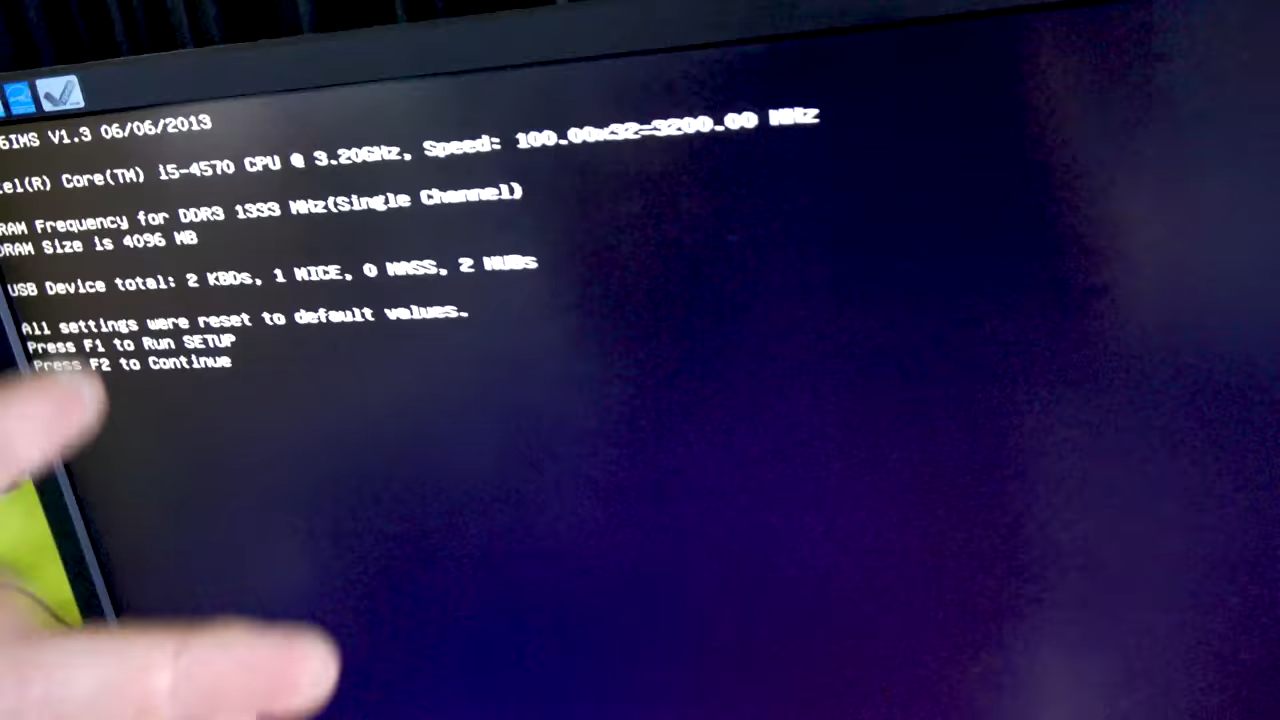 6IMS V1.3 06/06/2013
tel(R) Core(TM) i5-4570 CPU @ 3.20GHz, Speed: 100.00x32=3200.00 MHz
RAM Frequency for DDR3 1333 MHz(Single Channel)
DRAM Size is 4096 MB
USB Device total: 2 KBDs, 1 MICE, 0 MASS, 2 HUBs
All settings were reset to default values.
Press F1 to Run SETUP
Press F2 to Continue